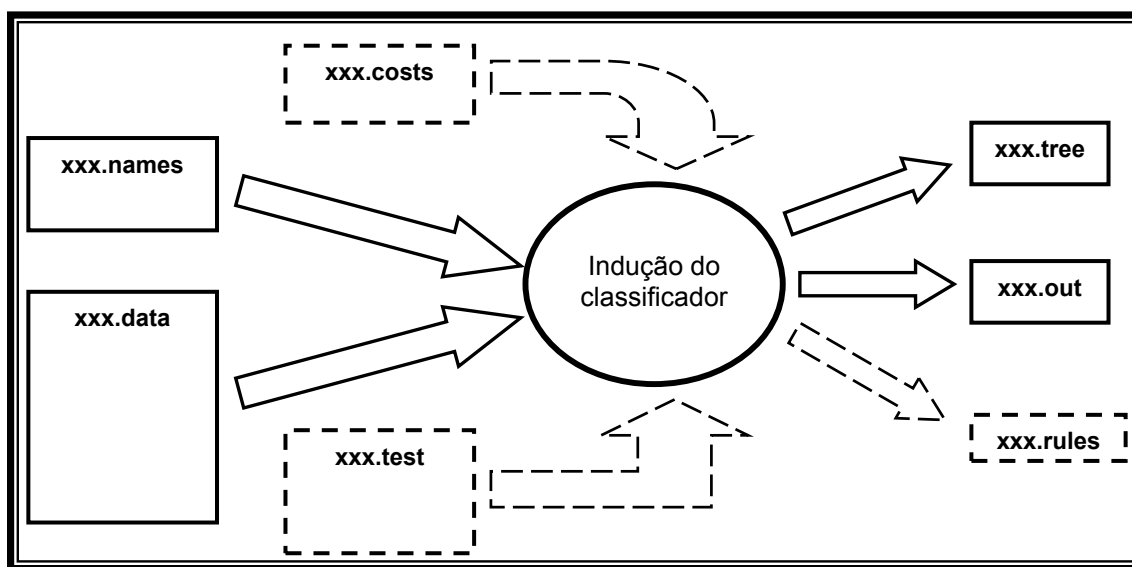 xxx.costs
xxx.names
xxx.tree
Indução do
classificador
xxx.out
xxx.data
xxx.test
xxx.rules